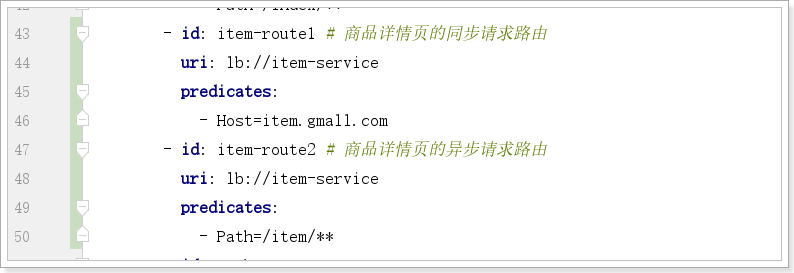 43 - id: item-route1 # 商品详情页的同步请求路由
44 uri: lb://item-service
45 predicates:
46 - Host=item.gmall.com
47 - id: item-route2 # 商品详情页的异步请求路由
48 uri: lb://item-service
49 predicates:
50 - Path=/item/**